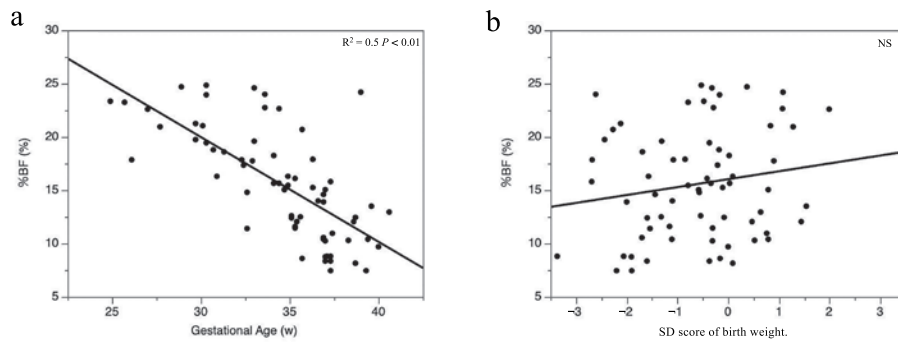 a
R² = 0.5 P < 0.01
%BF (%)
30
25
20
15
10
5
25
30
35
40
Gestational Age (w)
b
NS
%BF (%)
30
25
20
15
10
5
−3
−2
−1
0
1
2
3
SD score of birth weight.